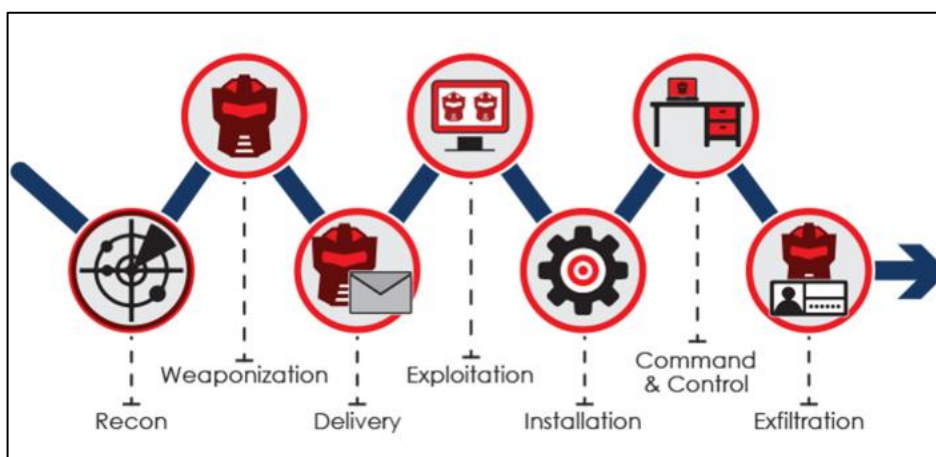 Recon
Weaponization
Delivery
Exploitation
Installation
Command
& Control
Exfiltration